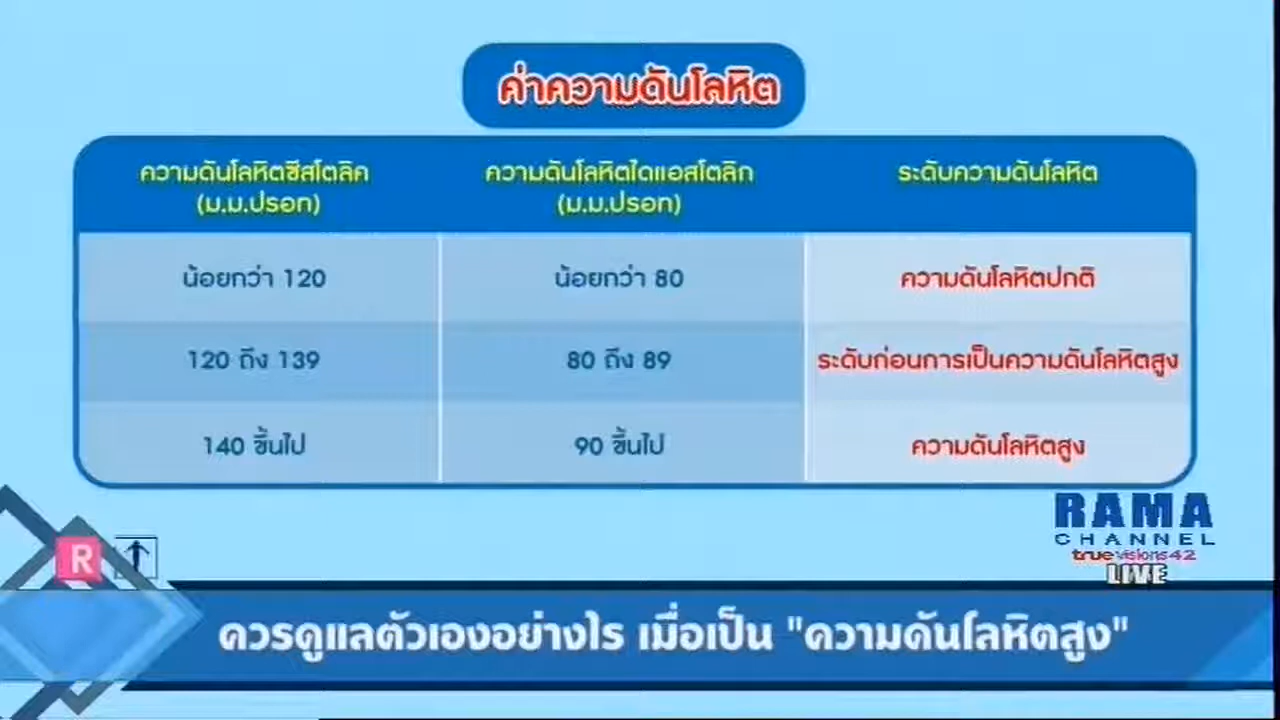 ค่าความดันโลหิต
ความดันโลหิตซีสโตลิค ความดันโลหิตไดแอสโตลิก ระดับความดันโลหิต
(ม.ม.ปรอท) (ม.ม.ปรอท)
น้อยกว่า 120 น้อยกว่า 80 ความดันโลหิตปกติ
120 ถึง 139 80 ถึง 89 ระดับก่อนการเป็นความดันโลหิตสูง
140 ขึ้นไป 90 ขึ้นไป ความดันโลหิตสูง
RAMA
CHANNEL
true visions 42
LIVE
R
ควรดูแลตัวเองอย่างไร เมื่อเป็น "ความดันโลหิตสูง"